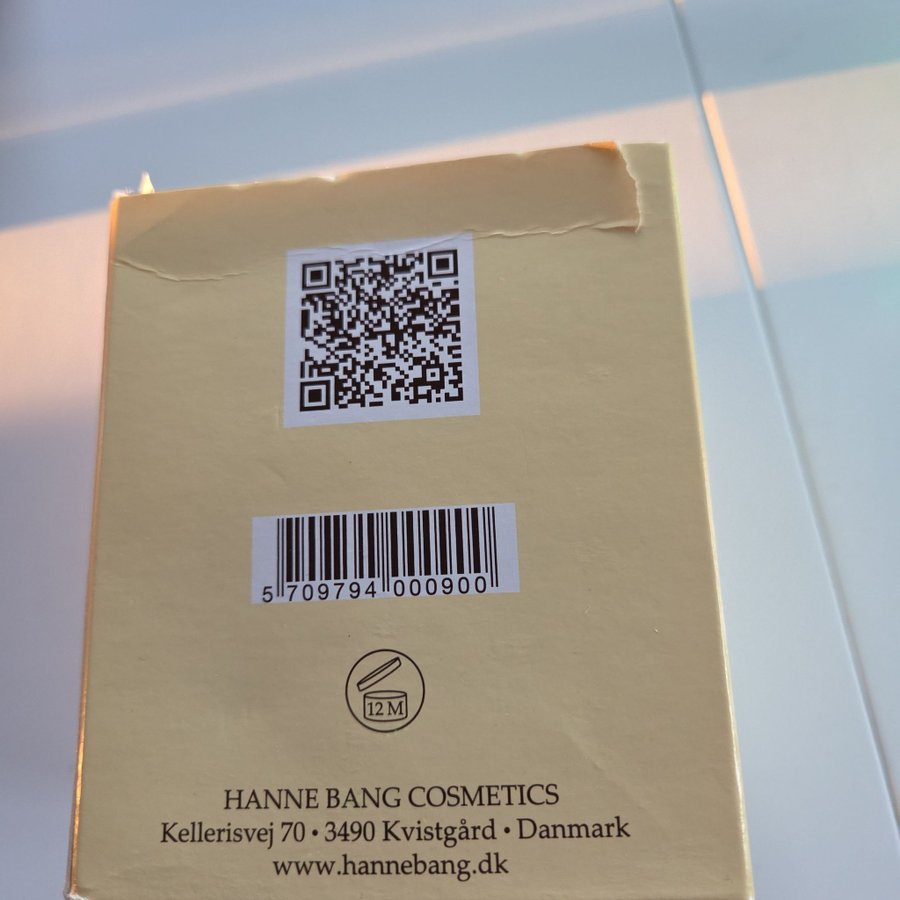 5 709794 000900
12 M
HANNE BANG COSMETICS
Kellerisvej 70 • 3490 Kvistgård • Danmark
www.hannebang.dk